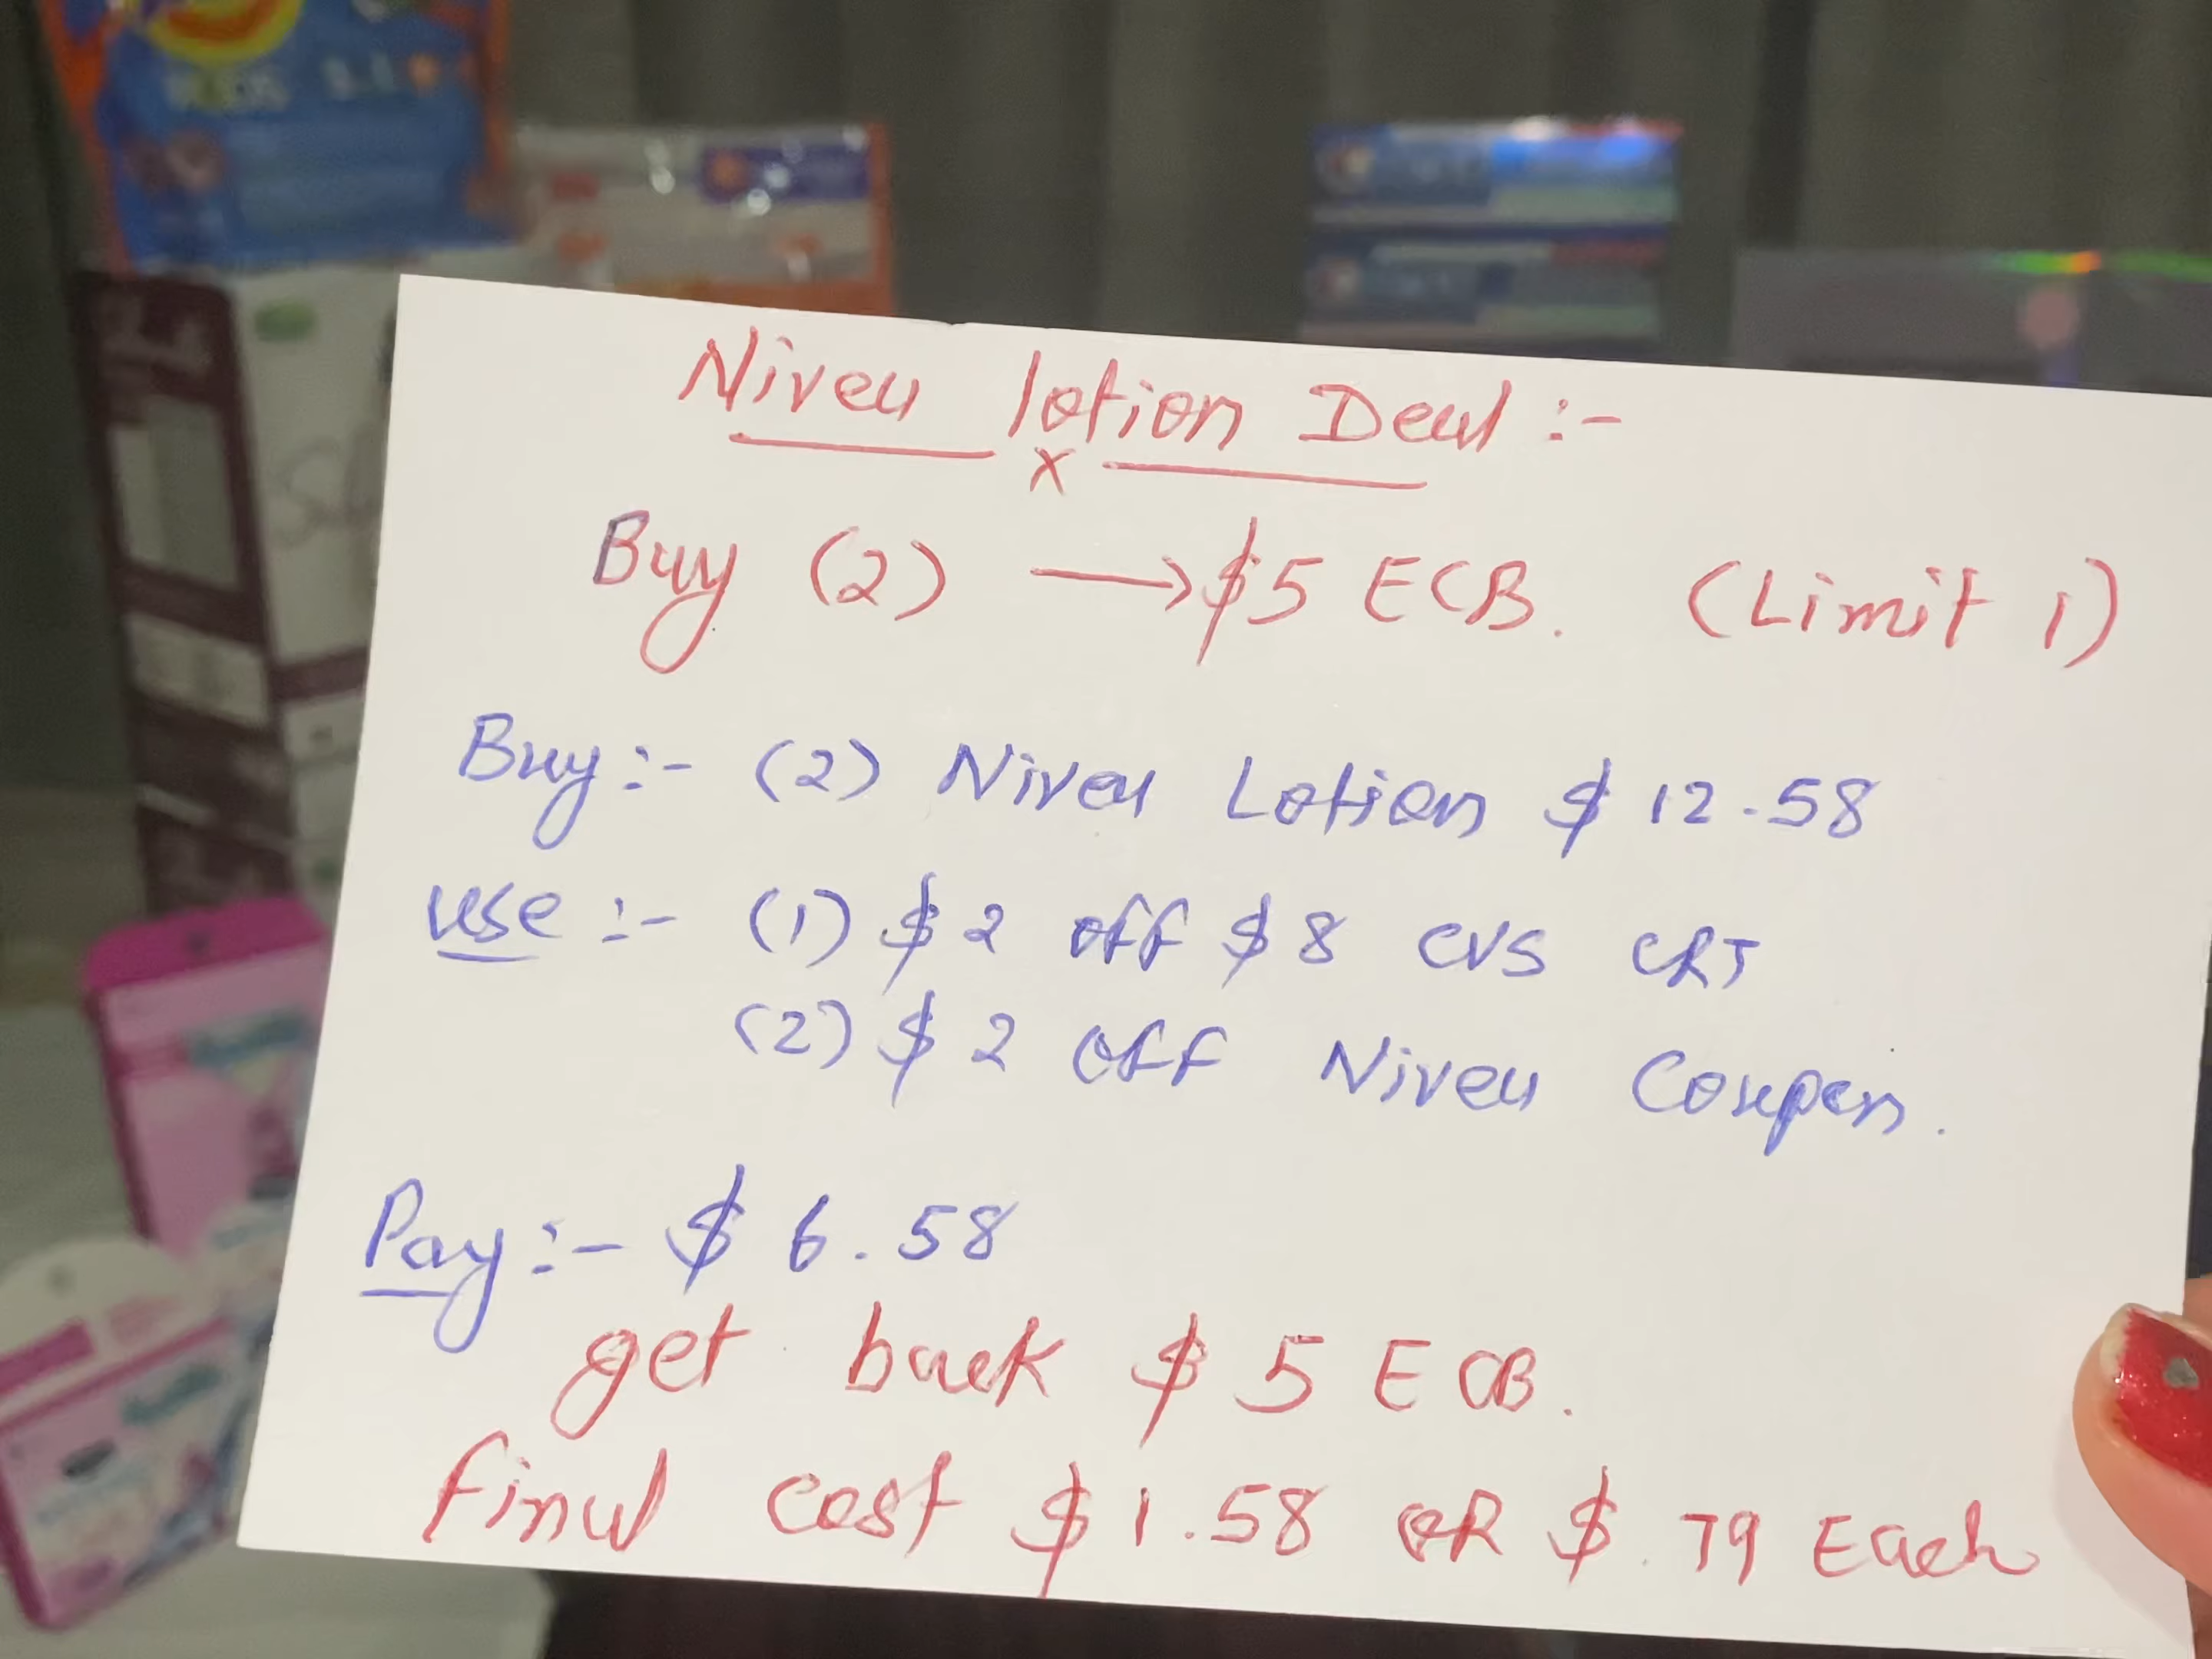 Nivea lotion Deal :-
x
Buy (2) → $5 ECB. (Limit 1)
Buy :- (2) Nivea Lotion $ 12.58
use :- (1) $2 off $8 CVS CRT
(2) $2 off Nivea Coupon.
Pay :- $ 6.58
get back $5 ECB.
Final cost $1.58 OR $.79 Each